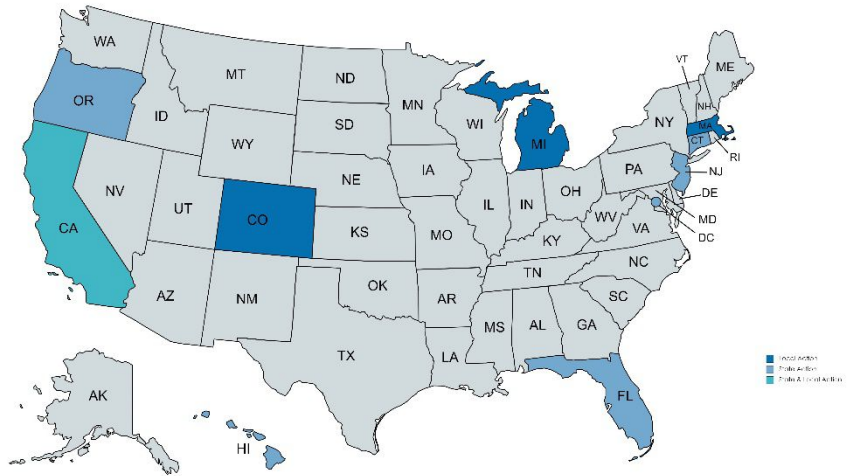 WA
MT
ND
MN
VT
ME
OR
ID
SD
WI
MI
NY
NH
MA
CT
RI
WY
IA
PA
NJ
NV
UT
CO
NE
IL
IN
OH
WV
DE
MD
DC
CA
KS
MO
KY
VA
AZ
NM
OK
AR
TN
NC
SC
TX
LA
MS
AL
GA
FL
AK
HI
Local Action
State Action
State & Local Action